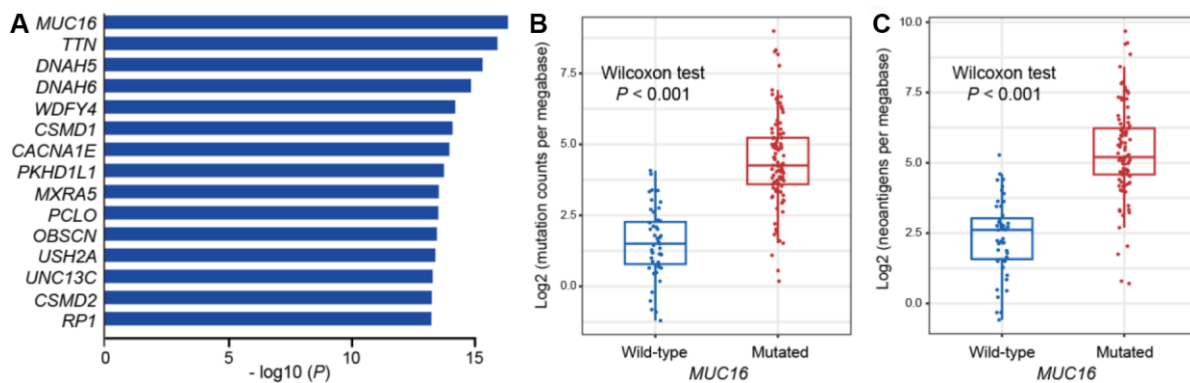 A
MUC16
TTN
DNAH5
DNAH6
WDFY4
CSMD1
CACNA1E
PKHD1L1
MXRA5
PCLO
OBSCN
USH2A
UNC13C
CSMD2
RP1
0
5
10
15
- log10 (P)
B
Log2 (mutation counts per megabase)
7.5
5.0
2.5
0.0
Wilcoxon test
P < 0.001
Wild-type
Mutated
MUC16
C
Log2 (neoantigens per megabase)
10.0
7.5
5.0
2.5
0.0
Wilcoxon test
P < 0.001
Wild-type
Mutated
MUC16